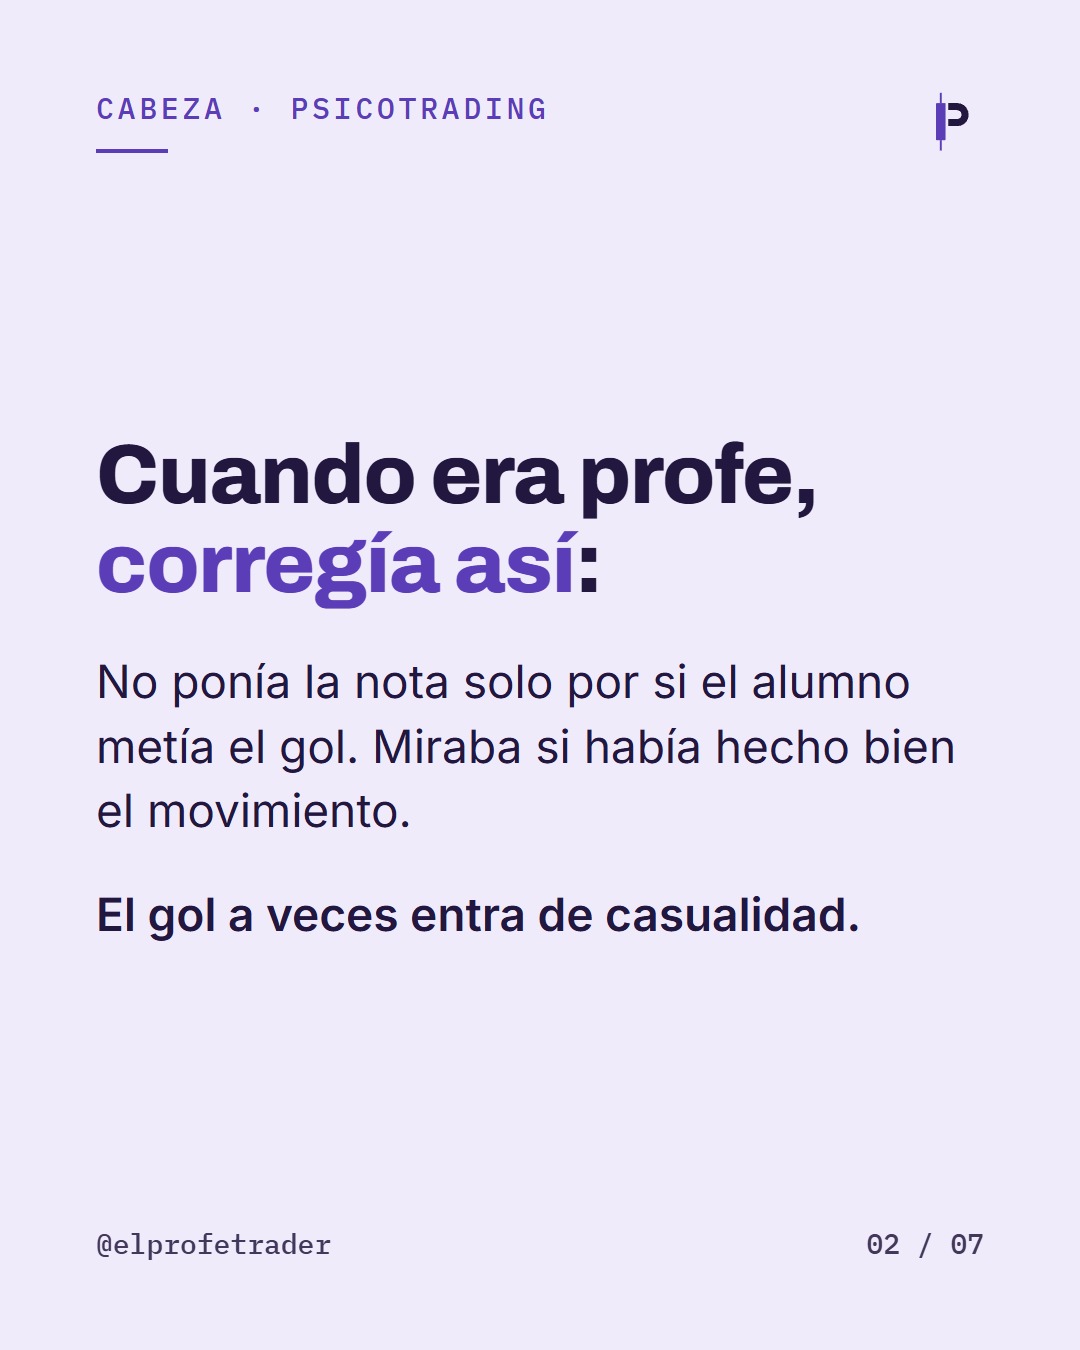 CABEZA · PSICOTRADING
Cuando era profe,
corregía así:
No ponía la nota solo por si el alumno
metía el gol. Miraba si había hecho bien
el movimiento.
El gol a veces entra de casualidad.
@elprofetrader
02 / 07